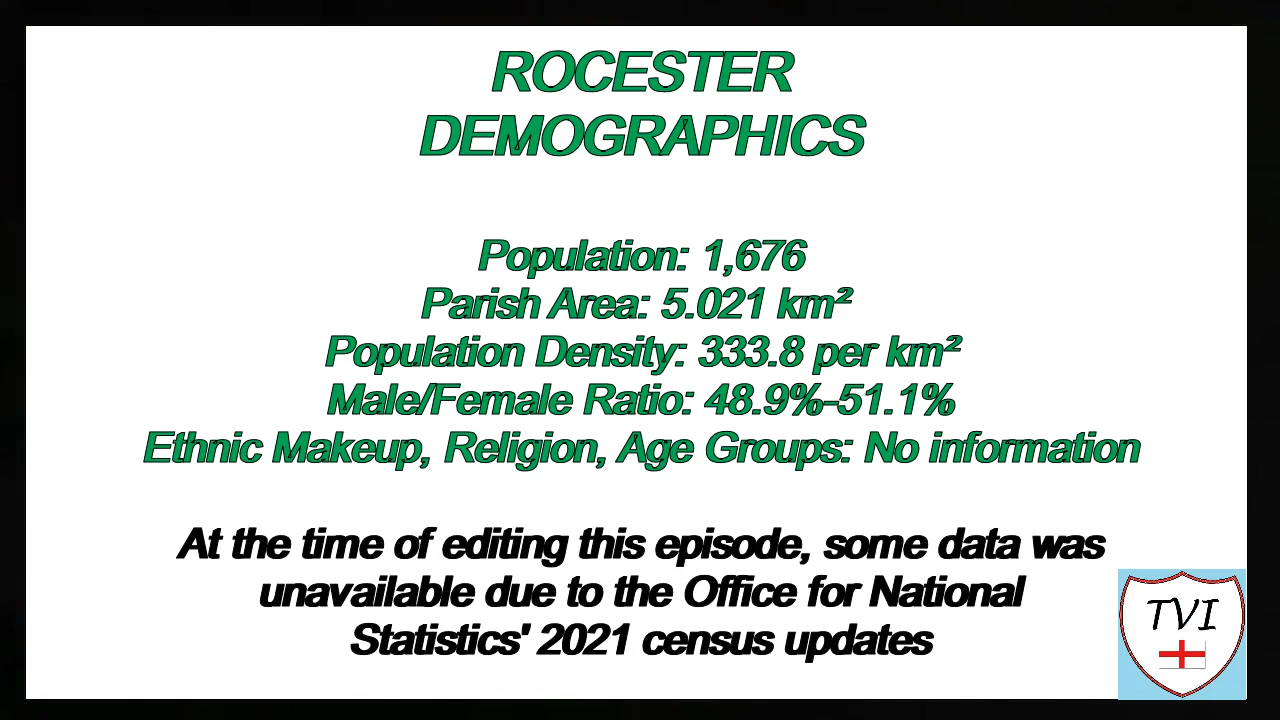 ROCESTER
DEMOGRAPHICS
Population: 1,676
Parish Area: 5.021 km²
Population Density: 333.8 per km²
Male/Female Ratio: 48.9%-51.1%
Ethnic Makeup, Religion, Age Groups: No information
At the time of editing this episode, some data was
unavailable due to the Office for National
Statistics' 2021 census updates
TVI